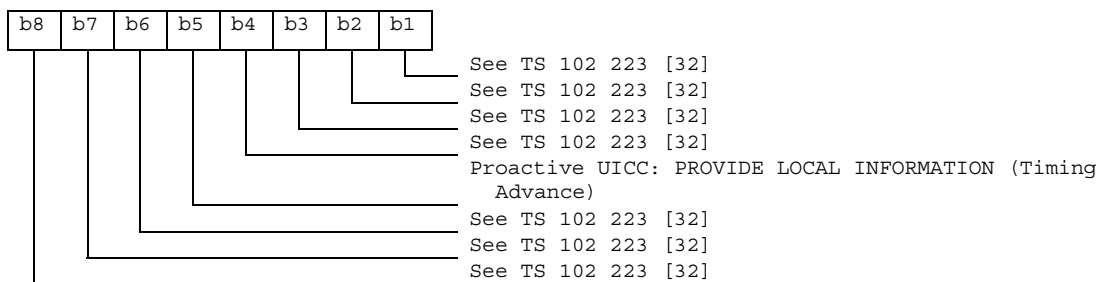 b8 b7 b6 b5 b4 b3 b2 b1
See TS 102 223 [32]
See TS 102 223 [32]
See TS 102 223 [32]
See TS 102 223 [32]
Proactive UICC: PROVIDE LOCAL INFORMATION (Timing
Advance)
See TS 102 223 [32]
See TS 102 223 [32]
See TS 102 223 [32]